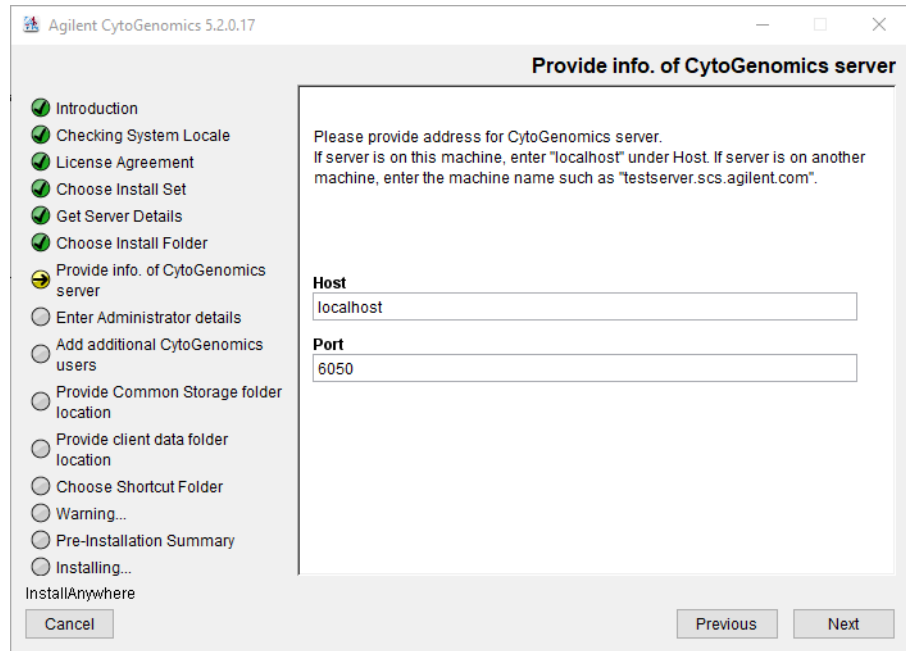 Agilent CytoGenomics 5.2.0.17
Provide info. of CytoGenomics server
Introduction
Checking System Locale
License Agreement
Choose Install Set
Get Server Details
Choose Install Folder
Provide info. of CytoGenomics
server
Enter Administrator details
Add additional CytoGenomics
users
Provide Common Storage folder
location
Provide client data folder
location
Choose Shortcut Folder
Warning...
Pre-Installation Summary
Installing...
Please provide address for CytoGenomics server.
If server is on this machine, enter "localhost" under Host. If server is on another
machine, enter the machine name such as "testserver.scs.agilent.com".
Host
localhost
Port
6050
InstallAnywhere
Cancel
Previous
Next